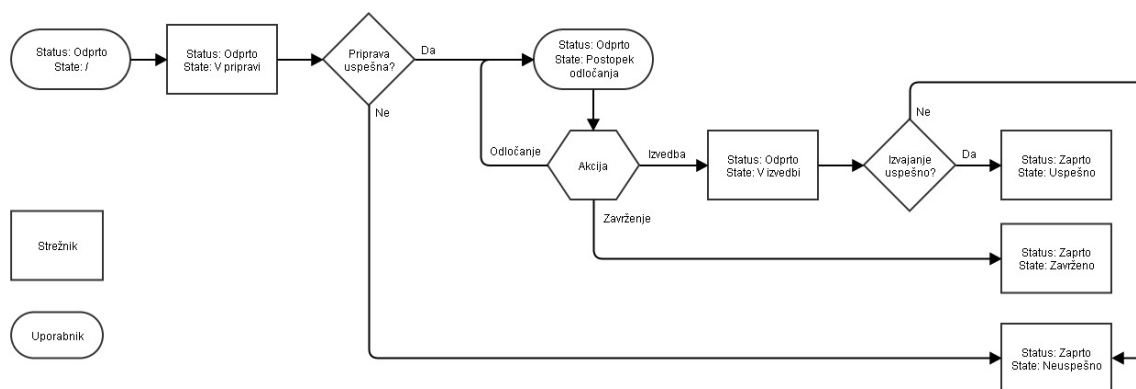 Status: Odprto
State: /
Status: Odprto
State: V pripravi
Priprava
uspešna?
Da
Ne
Status: Odprto
State: Postopek
odločanja
Odločanje
Akcija
Izvedba
Zavrženje
Status: Odprto
State: V izvedbi
Izvajanje
uspešno?
Ne
Da
Status: Zaprto
State: Uspešno
Status: Zaprto
State: Zavrženo
Status: Zaprto
State: Neuspešno
Strežnik
Uporabnik